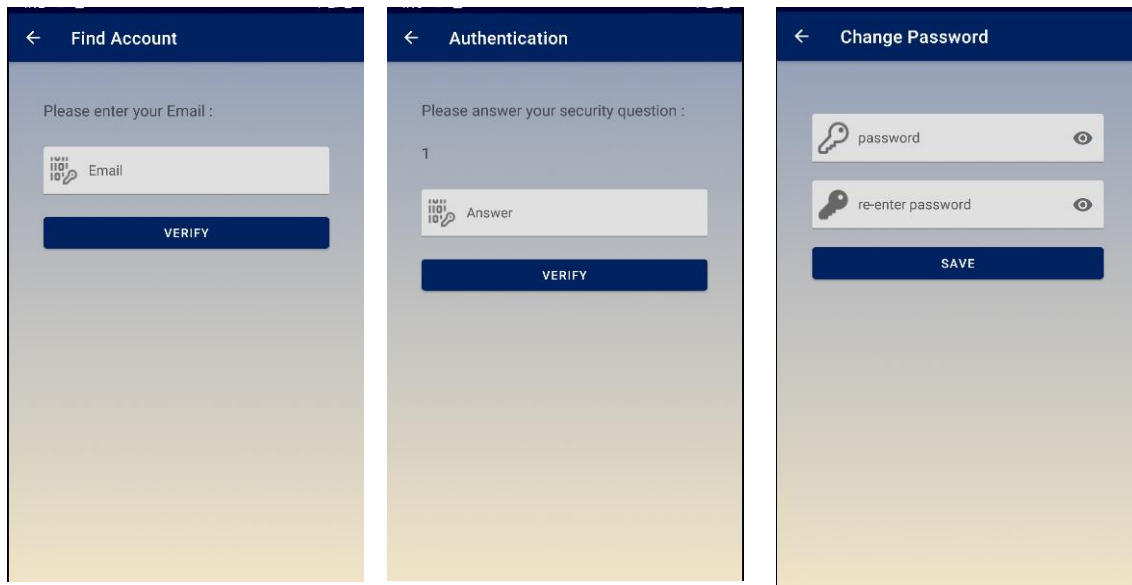 Find Account
Please enter your Email :
Email
VERIFY
Authentication
Please answer your security question :
1
Answer
VERIFY
Change Password
password
re-enter password
SAVE